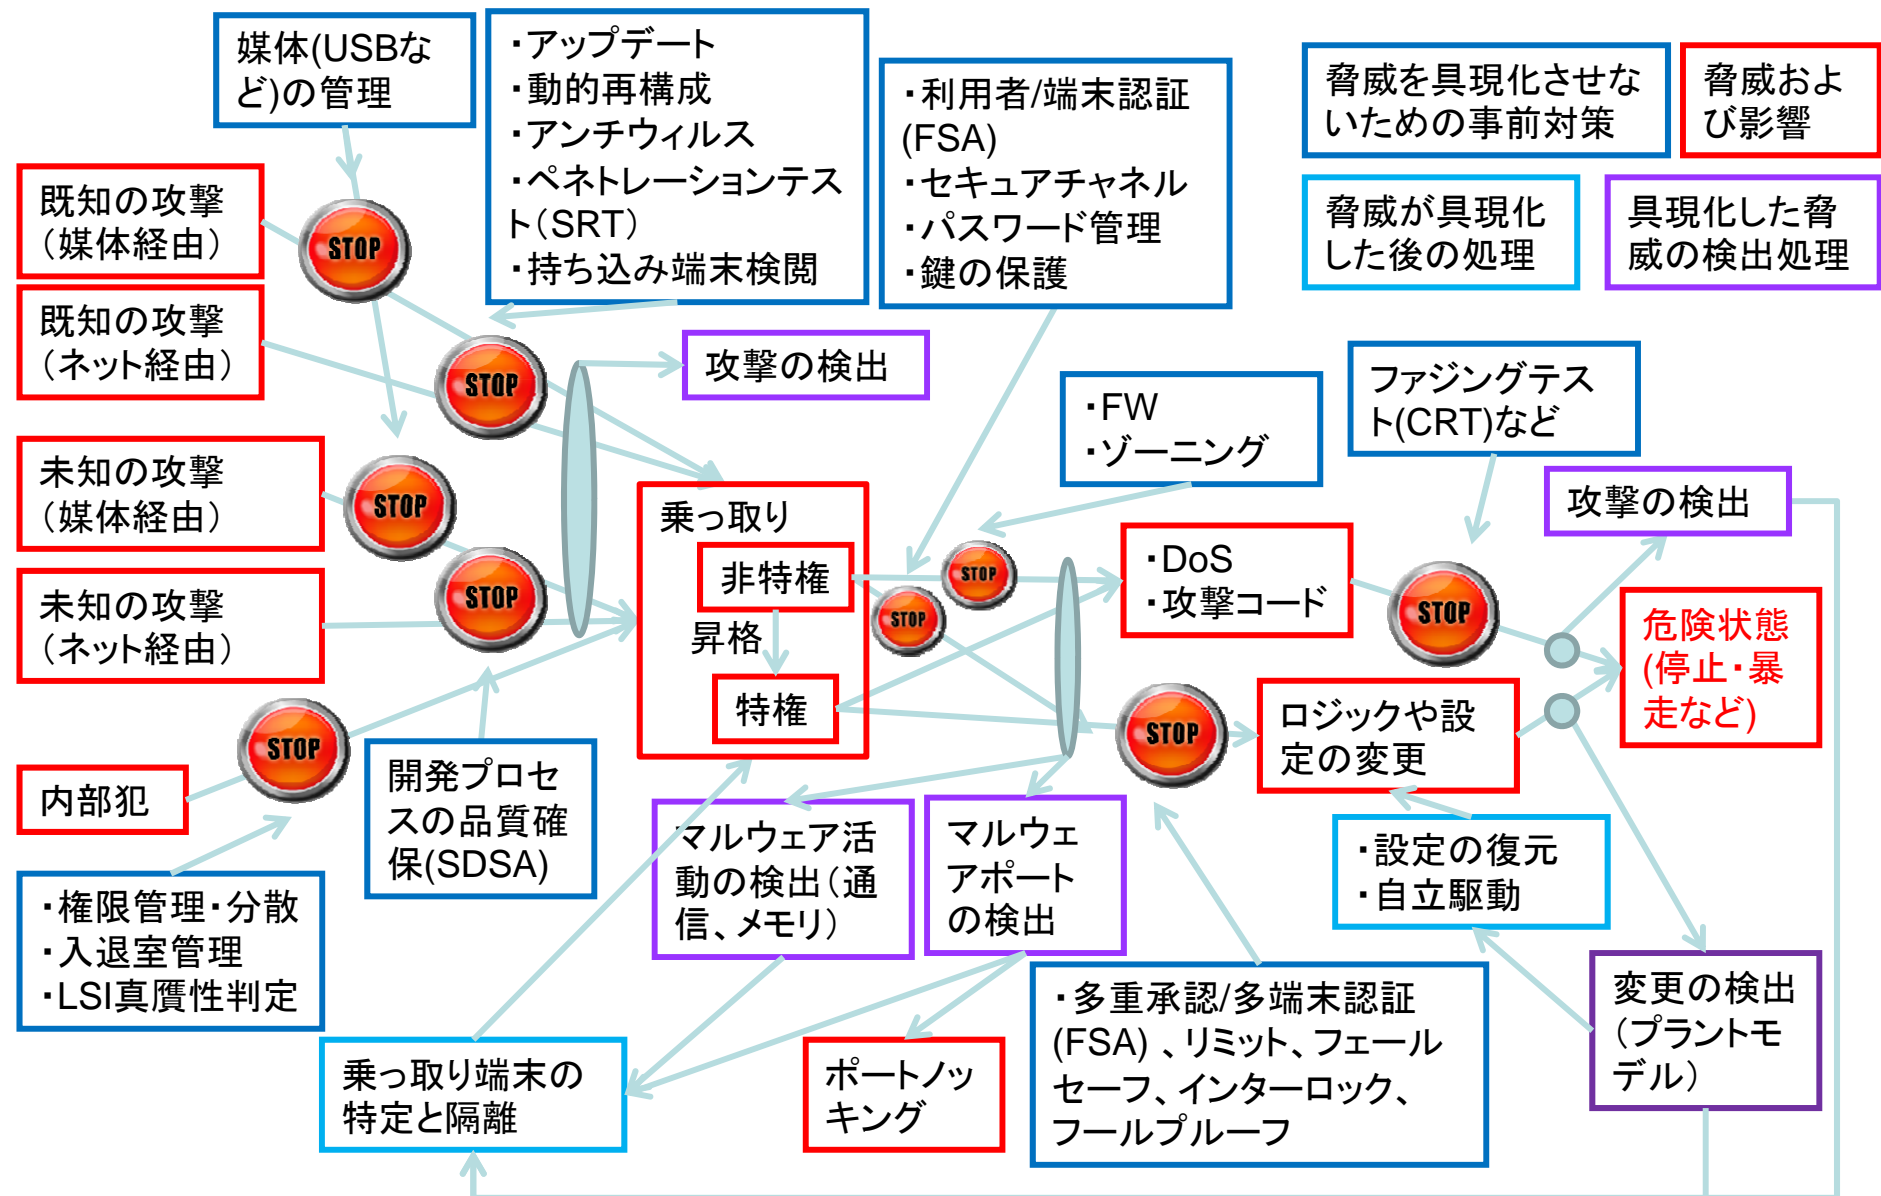 媒体(USBな
ど)の管理
・アップデート
・動的再構成
・アンチウィルス
・ペネトレーションテス
ト（SRT）
・持ち込み端末検閲
・利用者/端末認証
(FSA)
・セキュアチャネル
・パスワード管理
・鍵の保護
脅威を具現化させな
いための事前対策
脅威およ
び影響
脅威が具現化
した後の処理
具現化した脅
威の検出処理
既知の攻撃
（媒体経由）
STOP
既知の攻撃
（ネット経由）
STOP
攻撃の検出
・FW
・ゾーニング
ファジングテス
ト(CRT)など
未知の攻撃
（媒体経由）
STOP
攻撃の検出
乗っ取り
非特権
昇格
特権
STOP
STOP
・DoS
・攻撃コード
STOP
未知の攻撃
（ネット経由）
STOP
危険状態
(停止・暴
走など)
STOP
STOP
ロジックや設
定の変更
内部犯
開発プロセ
スの品質確
保(SDSA)
マルウェア活
動の検出（通
信、メモリ）
マルウェ
アポート
の検出
・設定の復元
・自立駆動
・権限管理・分散
・入退室管理
・LSI真贋性判定
・多重承認/多端末認証
(FSA) 、リミット、フェール
セーフ、インターロック、
フールプルーフ
変更の検出
（プラントモ
デル）
乗っ取り端末の
特定と隔離
ポートノッ
キング